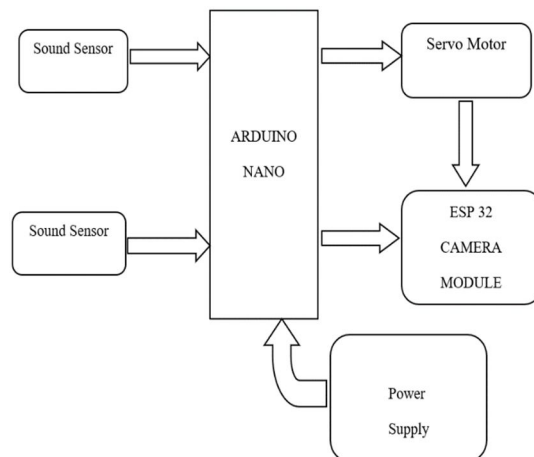 Sound Sensor
Servo Motor
ARDUINO
NANO
Sound Sensor
ESP 32
CAMERA
MODULE
Power
Supply